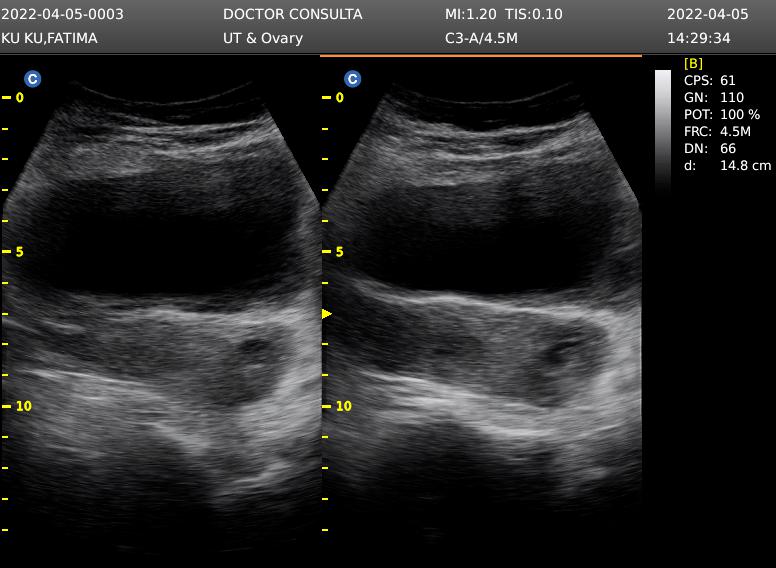 2022-04-05-0003 DOCTOR CONSULTA MI:1.20 TIS:0.10 2022-04-05
KU KU,FATIMA UT & Ovary C3-A/4.5M 14:29:34
[B]
CPS: 61
GN: 110
POT: 100 %
FRC: 4.5M
DN: 66
d: 14.8 cm
C C
0 0
5 5
10 10